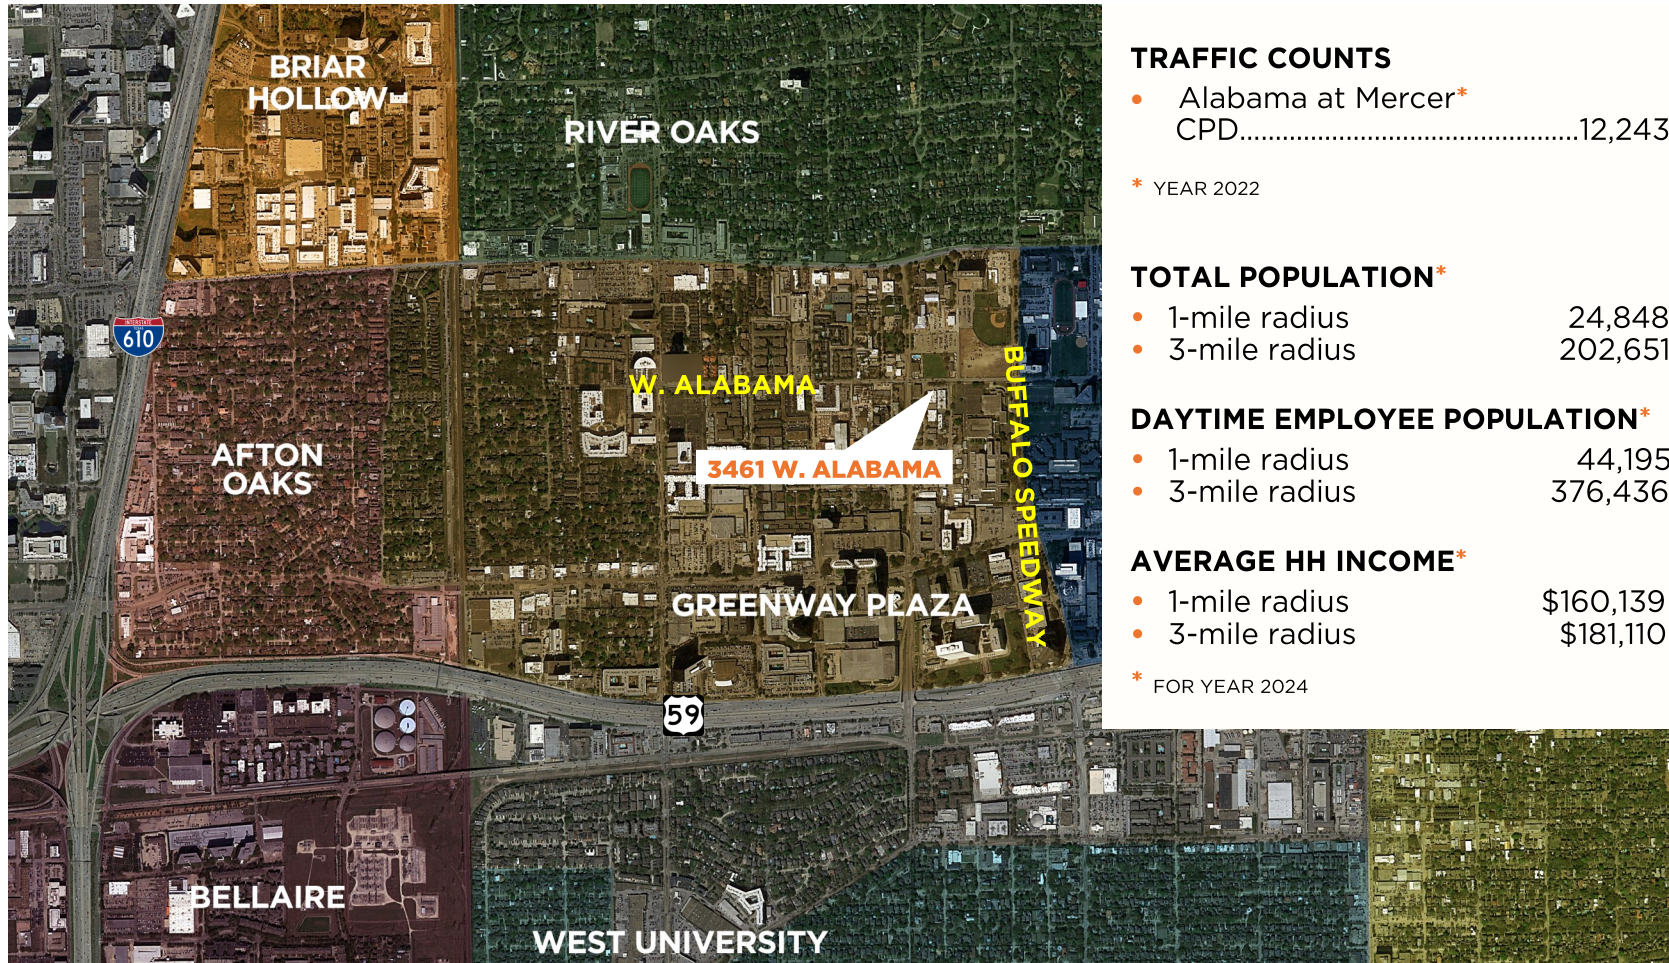 BRIAR
HOLLOW
RIVER OAKS
INTERSTATE
610
W. ALABAMA
BUFFALO SPEEDWAY
AFTON
OAKS
3461 W. ALABAMA
GREENWAY PLAZA
59
BELLAIRE
WEST UNIVERSITY
TRAFFIC COUNTS
• Alabama at Mercer*
CPD................................................12,243
* YEAR 2022
TOTAL POPULATION*
• 1-mile radius 24,848
• 3-mile radius 202,651
DAYTIME EMPLOYEE POPULATION*
• 1-mile radius 44,195
• 3-mile radius 376,436
AVERAGE HH INCOME*
• 1-mile radius $160,139
• 3-mile radius $181,110
* FOR YEAR 2024